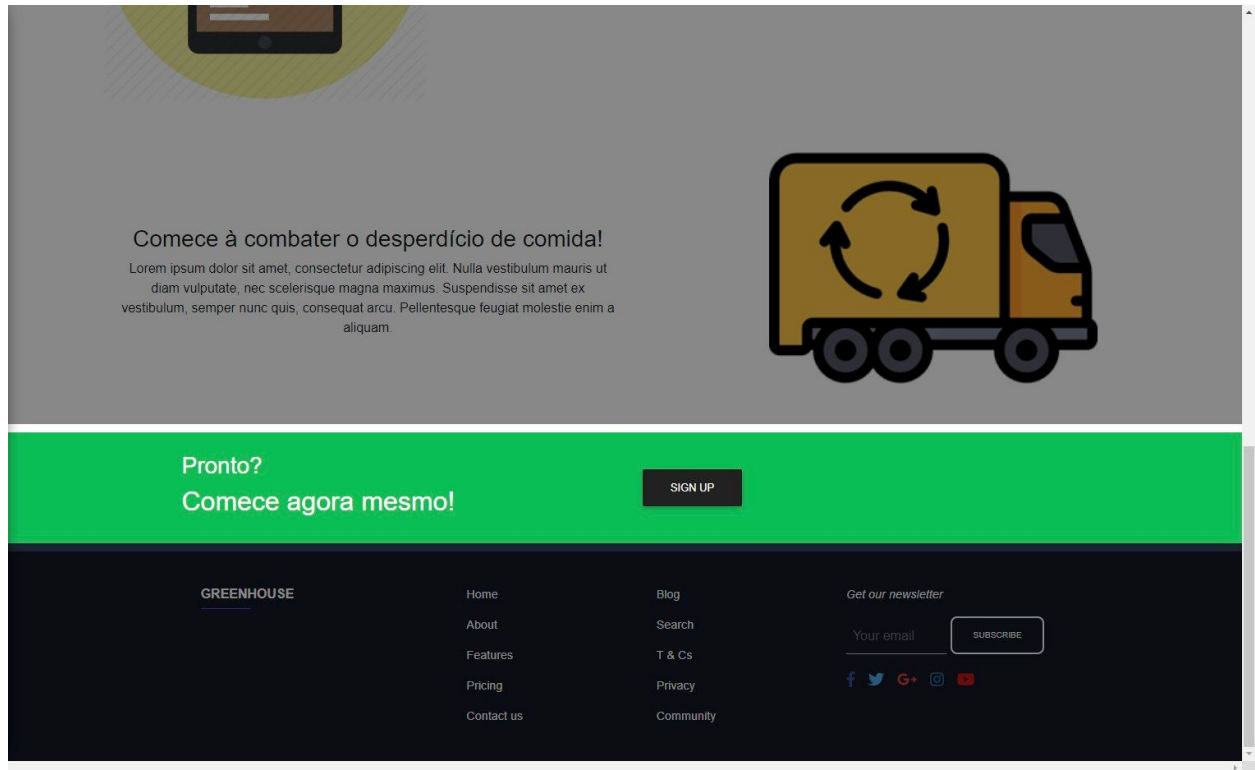 Comece à combater o desperdício de comida!
Lorem ipsum dolor sit amet, consectetur adipiscing elit. Nulla vestibulum mauris ut
diam vulputate, nec scelerisque magna maximus. Suspendisse sit amet ex
vestibulum, semper nunc quis, consequat arcu. Pellentesque feugiat molestie enim a
aliquam.
Pronto?
Comece agora mesmo!
SIGN UP
GREENHOUSE
Home
About
Features
Pricing
Contact us
Blog
Search
T & Cs
Privacy
Community
Get our newsletter
Your email
SUBSCRIBE